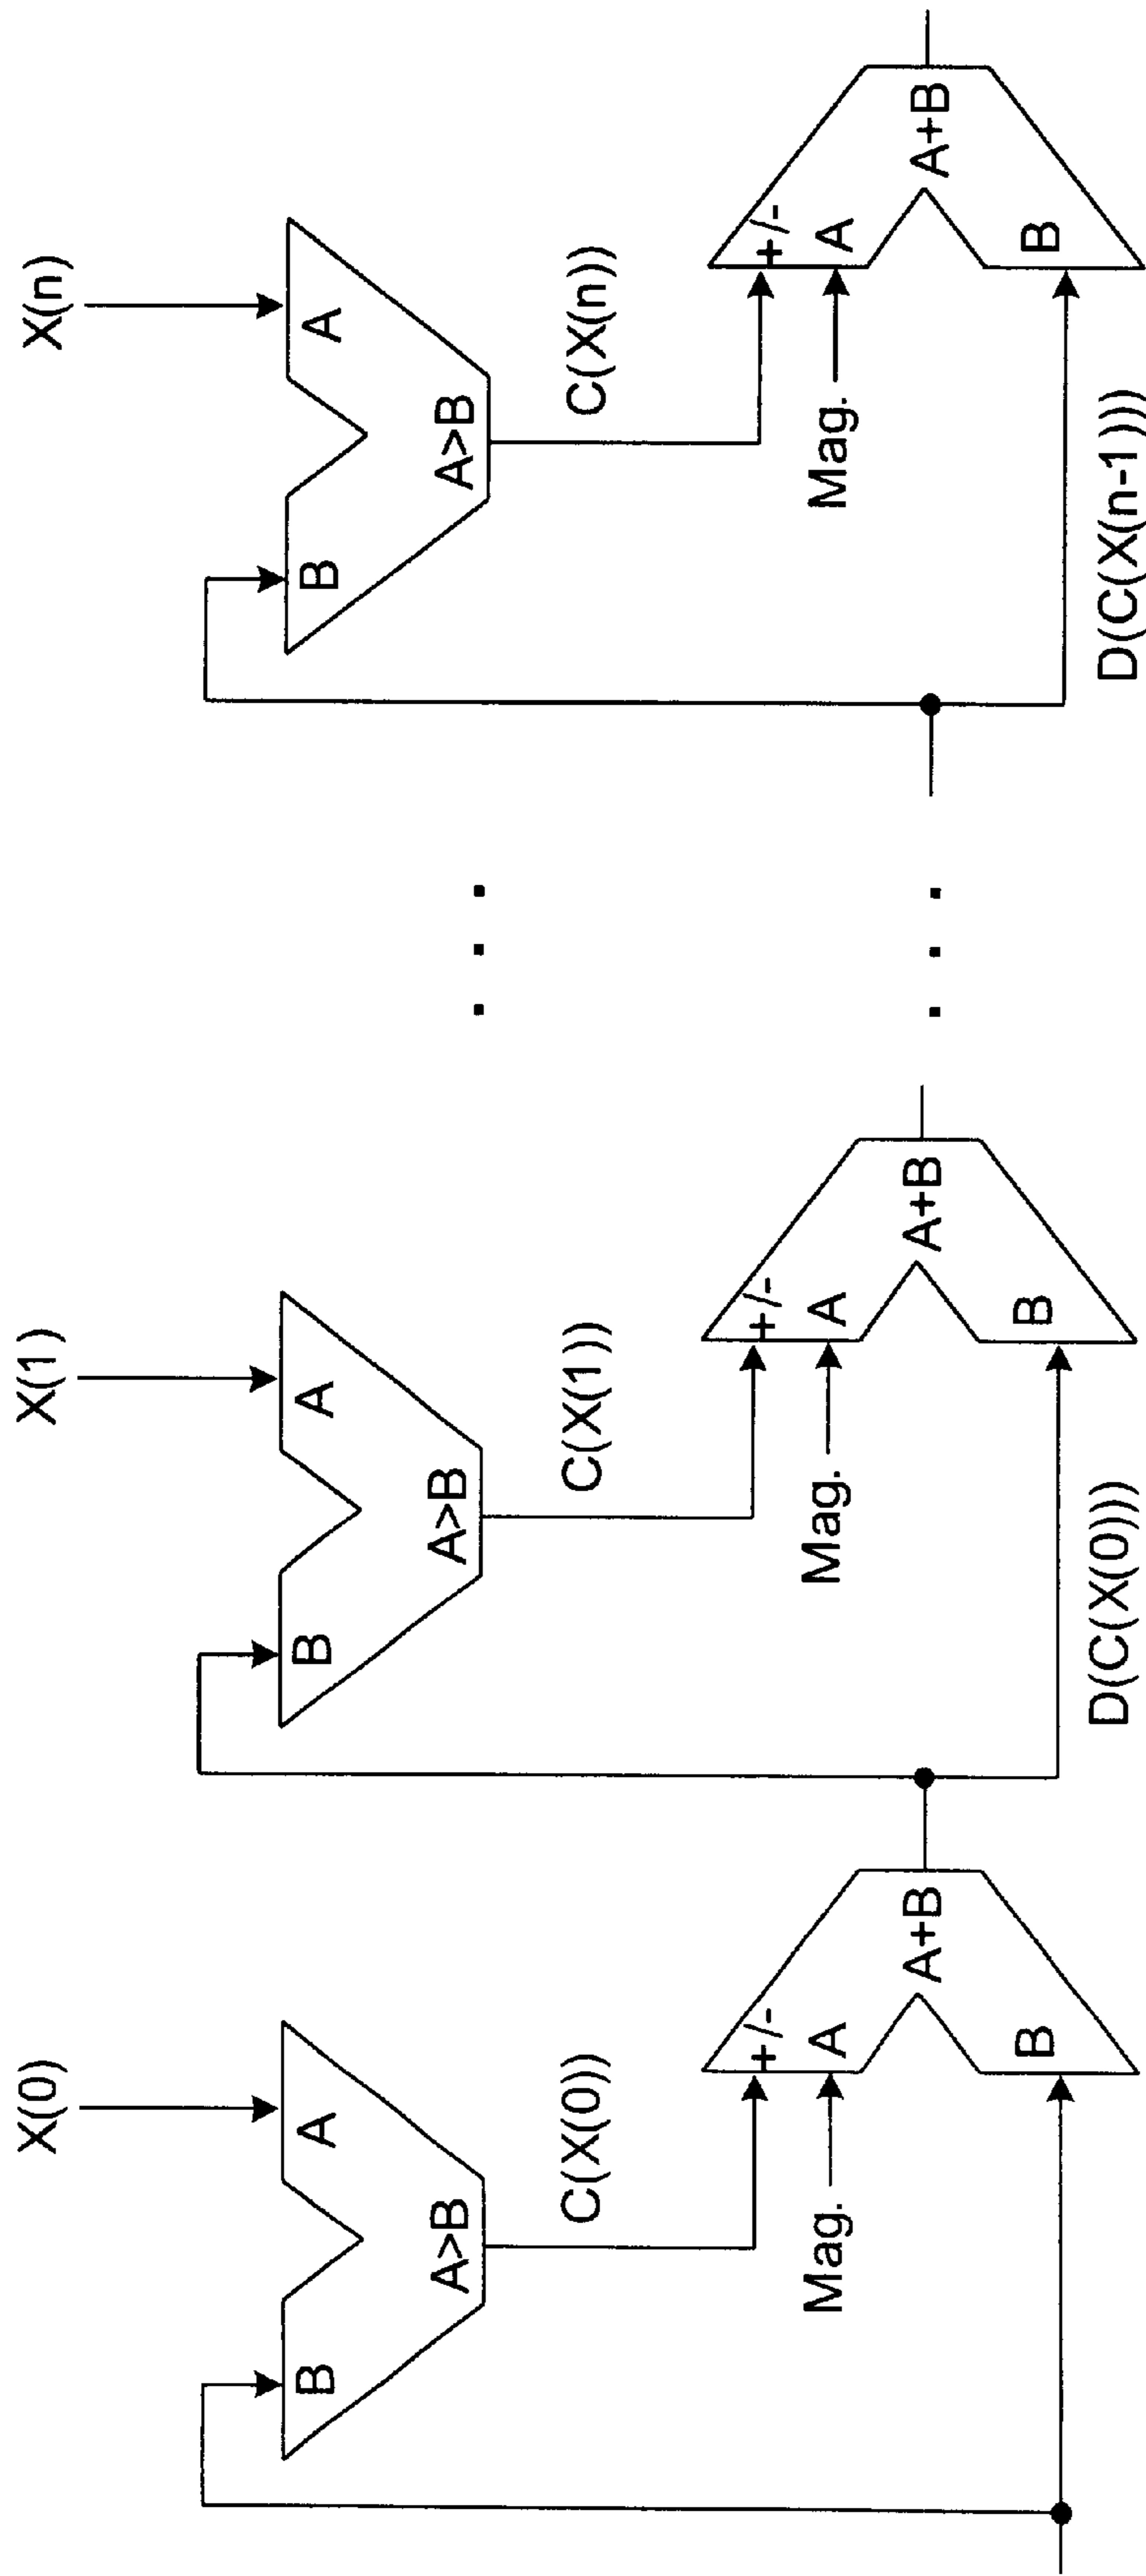 X(0)
B
A
A>B
C(X(0))
+/-
Mag.
A
A+B
B
X(1)
B
A
A>B
C(X(1))
+/-
Mag.
A
A+B
B
D(C(X(0)))
X(n)
B
A
A>B
C(X(n))
+/-
Mag.
A
A+B
B
D(C(X(n-1)))